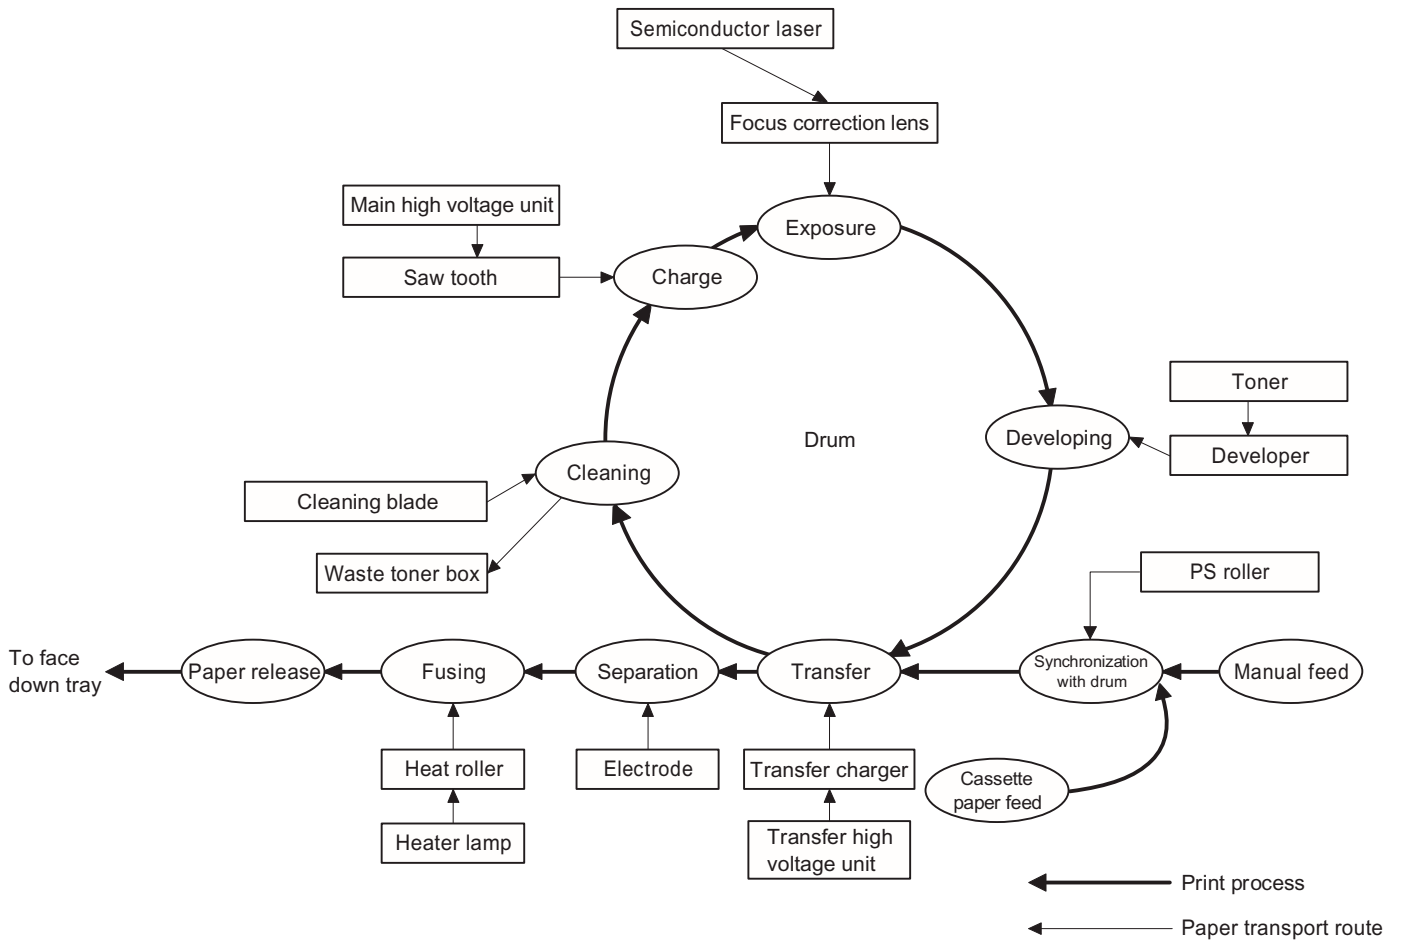 Semiconductor laser
Focus correction lens
Main high voltage unit
Exposure
Saw tooth
Charge
Toner
Drum
Developing
Developer
Cleaning
Cleaning blade
Waste toner box
PS roller
To face
down tray
Paper release
Fusing
Separation
Transfer
Synchronization
with drum
Manual feed
Heat roller
Electrode
Transfer charger
Cassette
paper feed
Heater lamp
Transfer high
voltage unit
Print process
Paper transport route